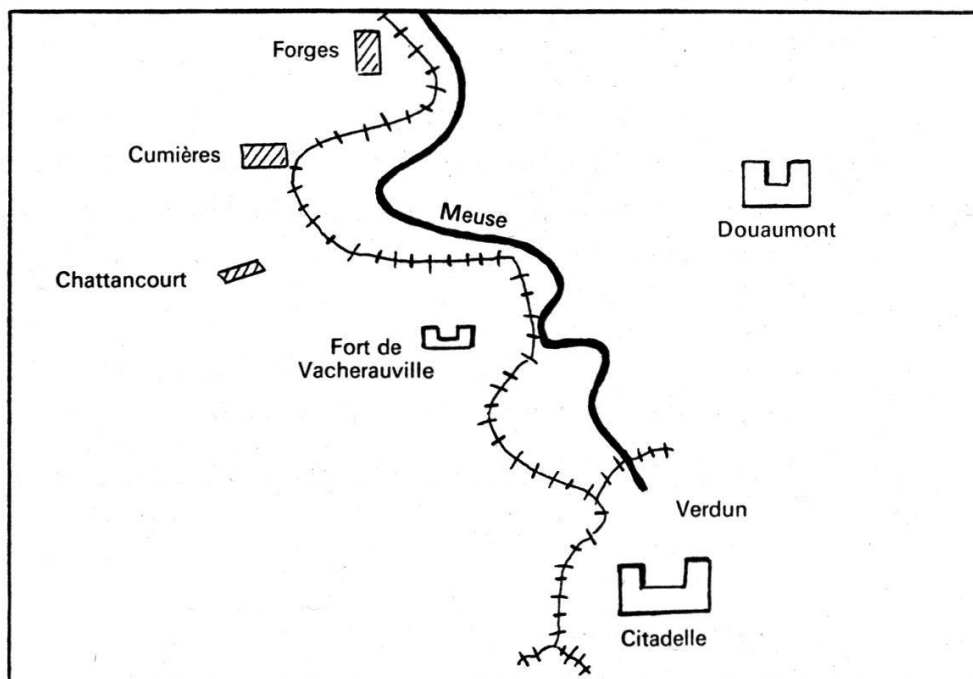 Forges
Cumières
Meuse
Douaumont
Chattancourt
Fort de
Vacherauville
Verdun
Citadelle